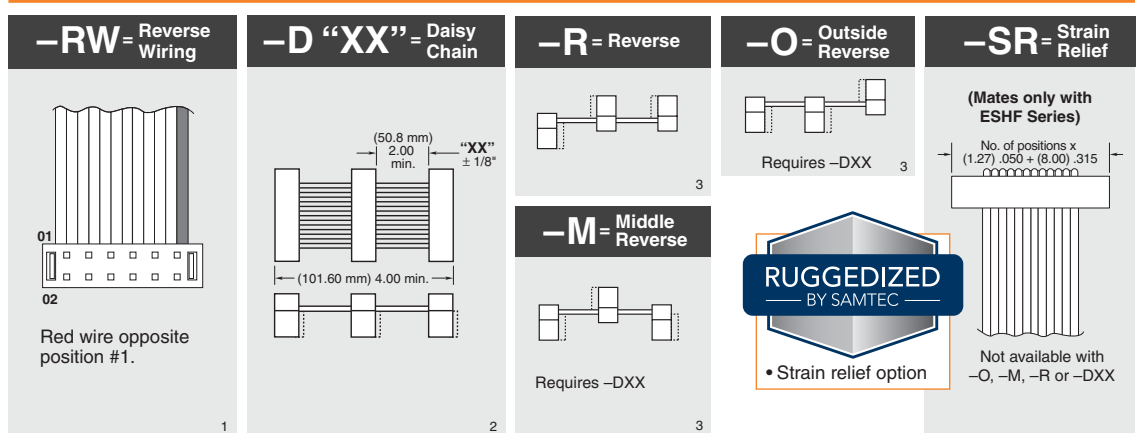 –RW= Reverse
Wiring
01
02
Red wire opposite
position #1.
1
–D “XX”= Daisy
Chain
(50.8 mm)
2.00
min.
"XX"
± 1/8"
(101.60 mm) 4.00 min.
2
–R= Reverse
3
–M= Middle
Reverse
Requires –DXX
3
–O= Outside
Reverse
Requires –DXX
3
RUGGEDIZED
BY SAMTEC
• Strain relief option
–SR= Strain
Relief
(Mates only with
ESHF Series)
No. of positions x
(1.27) .050 + (8.00) .315
Not available with
–O, –M, –R or –DXX